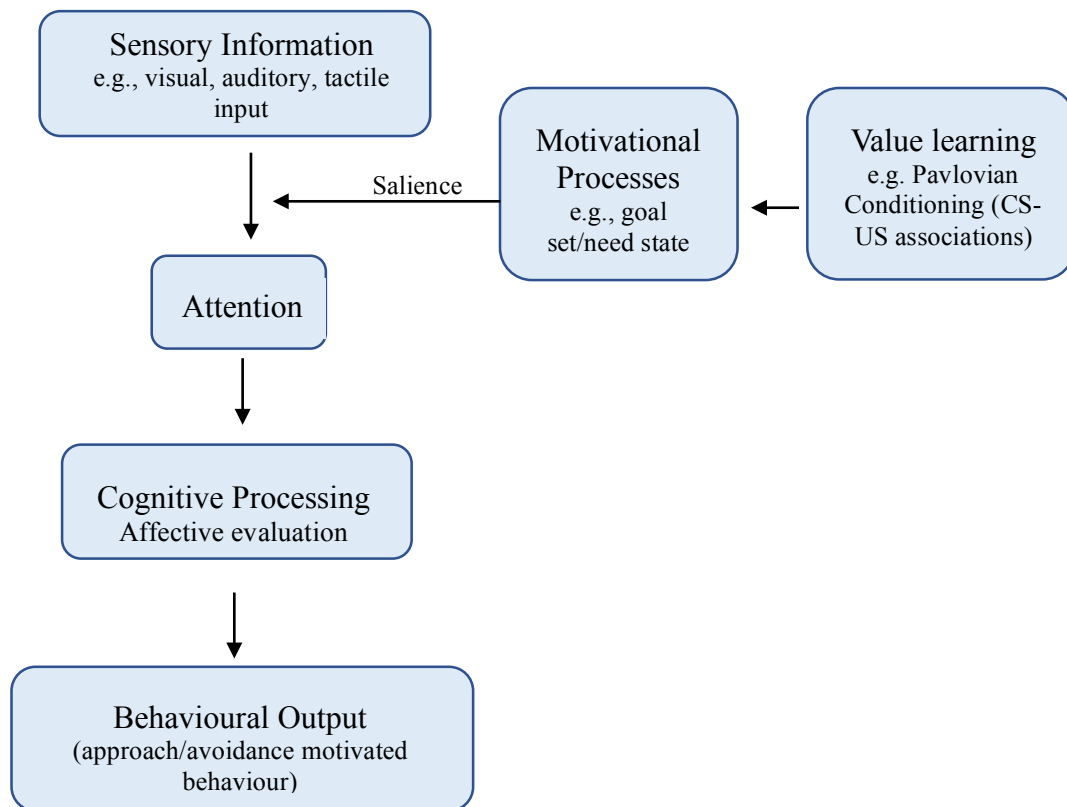 Sensory Information
e.g., visual, auditory, tactile
input
Salience
Motivational
Processes
e.g., goal
set/need state
Value learning
e.g. Pavlovian
Conditioning (CS-
US associations)
Attention
Cognitive Processing
Affective evaluation
Behavioural Output
(approach/avoidance motivated
behaviour)